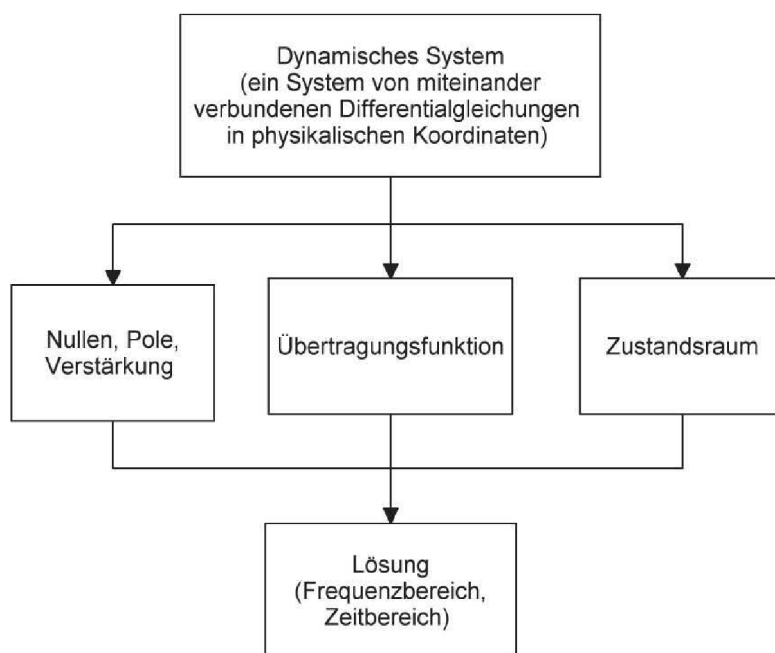 Dynamisches System
(ein System von miteinander
verbundenen Differentialgleichungen
in physikalischen Koordinaten)
Nullen, Pole,
Verstärkung
Übertragungsfunktion
Zustandsraum
Lösung
(Frequenzbereich,
Zeitbereich)